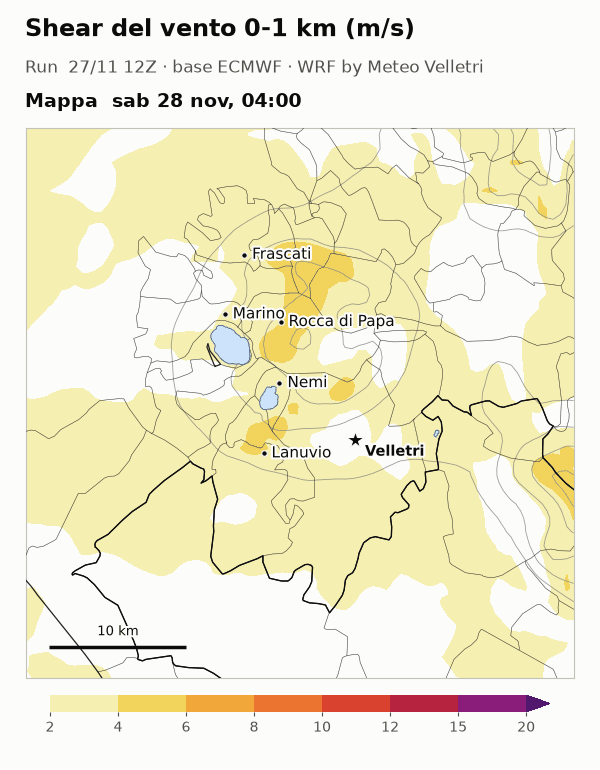 Shear del vento 0-1 km (m/s)
Run 27/11 12Z · base ECMWF · WRF by Meteo Velletri
Mappa sab 28 nov, 04:00
Frascati
Marino
Rocca di Papa
Nemi
Velletri
Lanuvio
10 km
2 4 6 8 10 12 15 20